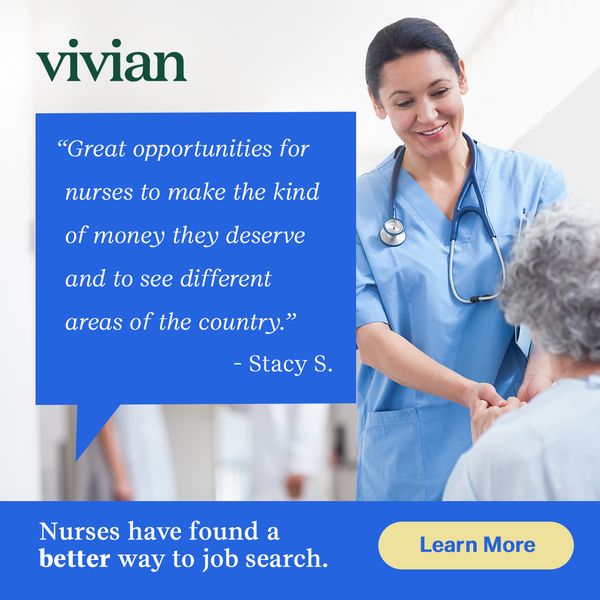 vivian
“Great opportunities for
nurses to make the kind
of money they deserve
and to see different
areas of the country.”
- Stacy S.
Nurses have found a
better way to job search.
Learn More